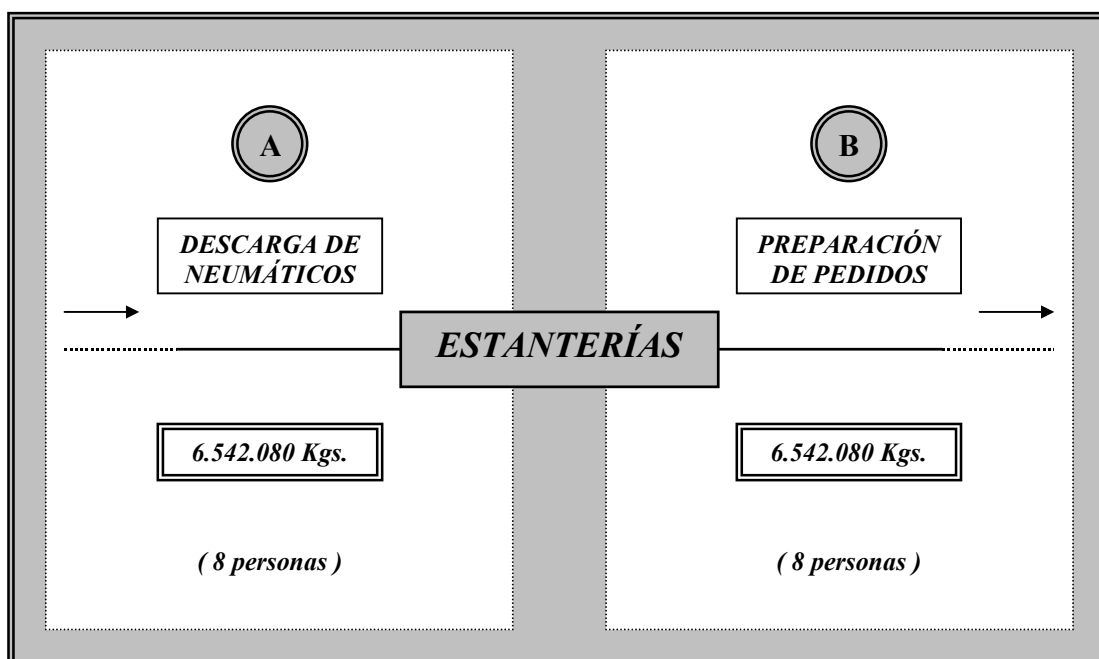 A
DESCARGA DE
NEUMÁTICOS
ESTANTERÍAS
6.542.080 Kgs.
( 8 personas )
B
PREPARACIÓN
DE PEDIDOS
6.542.080 Kgs.
( 8 personas )